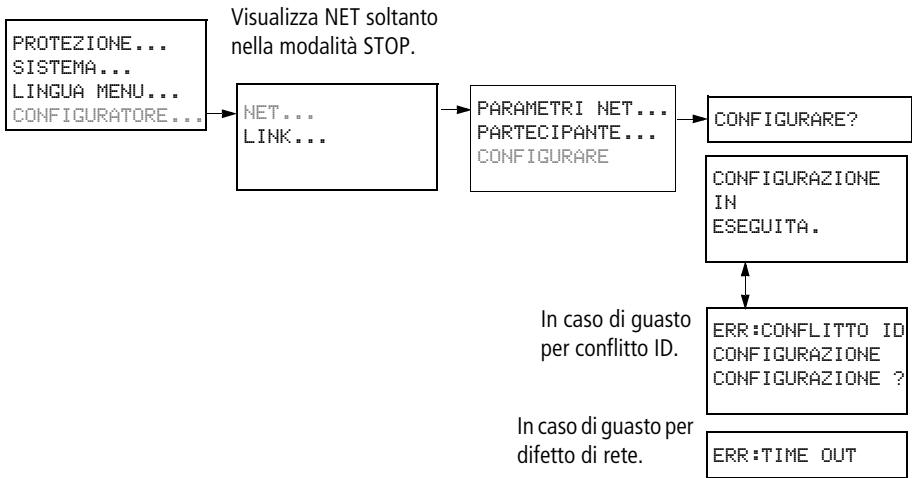 Visualizza NET soltanto
nella modalità STOP.
PROTEZIONE...
SISTEMA...
LINGUA MENU...
CONFIGURATORE...
NET...
LINK...
PARAMETRI NET...
PARTECIPANTE...
CONFIGURARE
CONFIGURARE?
CONFIGURAZIONE
IN
ESEGUITA.
In caso di guasto
per conflitto ID.
ERR:CONFLITTO ID
CONFIGURAZIONE
CONFIGURAZIONE ?
In caso di guasto per
difetto di rete.
ERR:TIME OUT